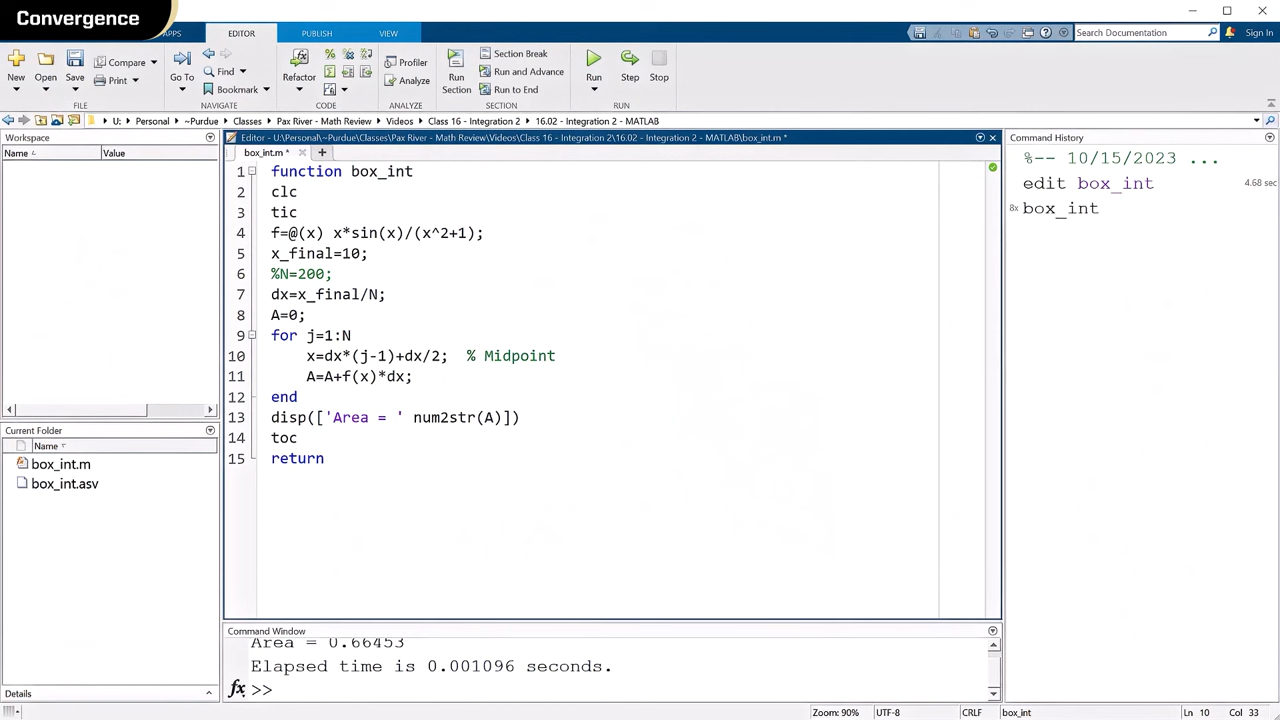 Convergence
APPS
EDITOR
PUBLISH
VIEW
Search Documentation
Sign In
New
Open
Save
Compare
Print
FILE
Go To
Find
Bookmark
NAVIGATE
Refactor
CODE
Profiler
Analyze
ANALYZE
Run
Section
Section Break
Run and Advance
Run to End
SECTION
Run
Step
Stop
RUN
U: Personal ~Purdue Classes Pax River - Math Review Videos Class 16 - Integration 2 16.02 - Integration 2 - MATLAB
Workspace
Name Value
Current Folder
Name
box_int.m
box_int.asv
Details
Editor - U:\Personal\~Purdue\Classes\Pax River - Math Review\Videos\Class 16 - Integration 2\16.02 - Integration 2 - MATLAB\box_int.m *
box_int.m *
1 function box_int
2 clc
3 tic
4 f=@(x) x*sin(x)/(x^2+1);
5 x_final=10;
6 %N=200;
7 dx=x_final/N;
8 A=0;
9 for j=1:N
10 x=dx*(j-1)+dx/2; % Midpoint
11 A=A+f(x)*dx;
12 end
13 disp(['Area = ' num2str(A)])
14 toc
15 return
Command Window
Area = 0.66453
Elapsed time is 0.001096 seconds.
fx >>
Command History
%-- 10/15/2023 ...
edit box_int 4.68 sec
8x box_int
Zoom: 90% UTF-8 CRLF box_int Ln 10 Col 33